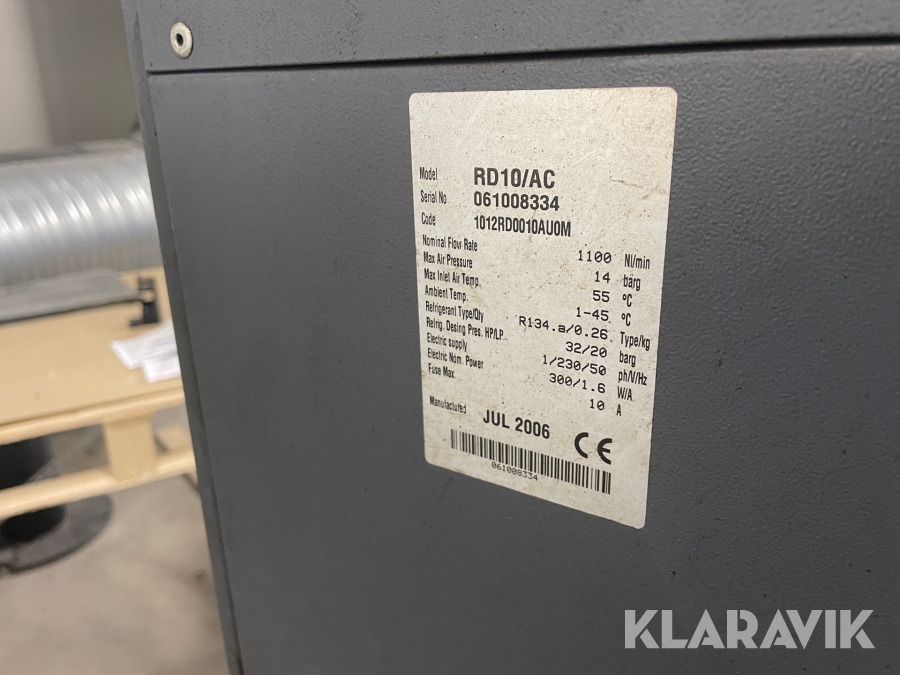 Model RD10/AC
Serial No 061008334
Code 1012RD0010AU0M
Nominal Flow Rate 1100 Nl/min
Max Air Pressure 14 barg
Max Inlet Air Temp. 55 ºC
Ambient Temp. 1-45 ºC
Refrigerant Type/Qly R134.a/0.26 Type/kg
Refrig. Desing Pres. HP/LP 32/20 barg
Electric supply 1/230/50 ph/V/Hz
Electric Nom. Power 300/1.6 W/A
Fuse Max. 10 A
Manufactured JUL 2006 CE
061008334
KLARAVIK